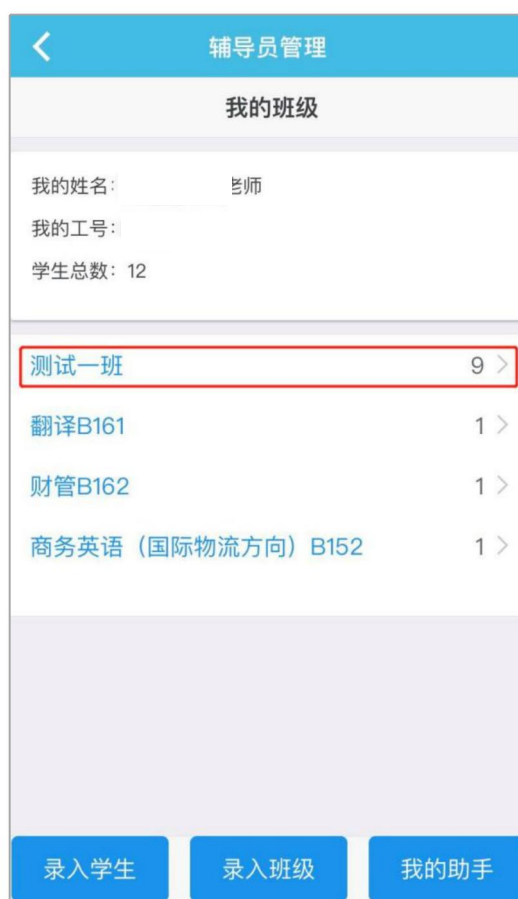 辅导员管理
我的班级
我的姓名: 老师
我的工号:
学生总数: 12
测试一班 9
翻译B161 1
财管B162 1
商务英语（国际物流方向）B152 1
录入学生 录入班级 我的助手